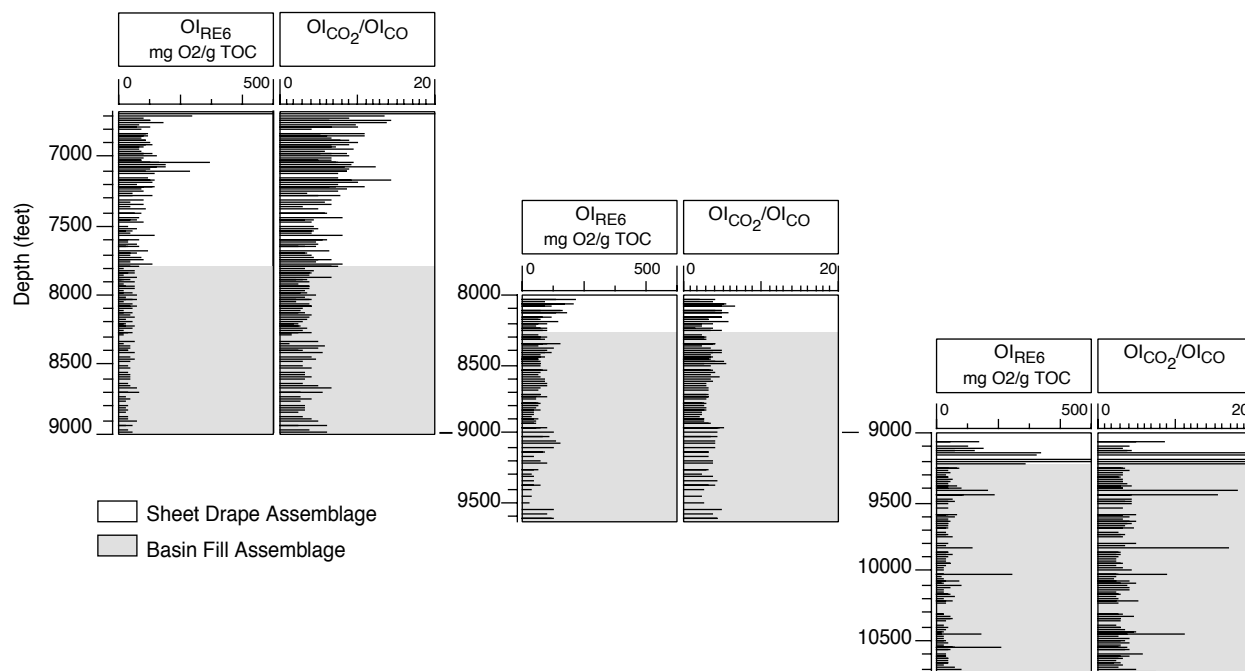 OIRE6
mg O2/g TOC
OICO2/OICO
0 500
0 20
Depth (feet)
7000
7500
8000
8500
9000
OIRE6
mg O2/g TOC
OICO2/OICO
0 500
0 20
8000
8500
9000
9500
OIRE6
mg O2/g TOC
OICO2/OICO
0 500
0 20
9000
9500
10000
10500
Sheet Drape Assemblage
Basin Fill Assemblage